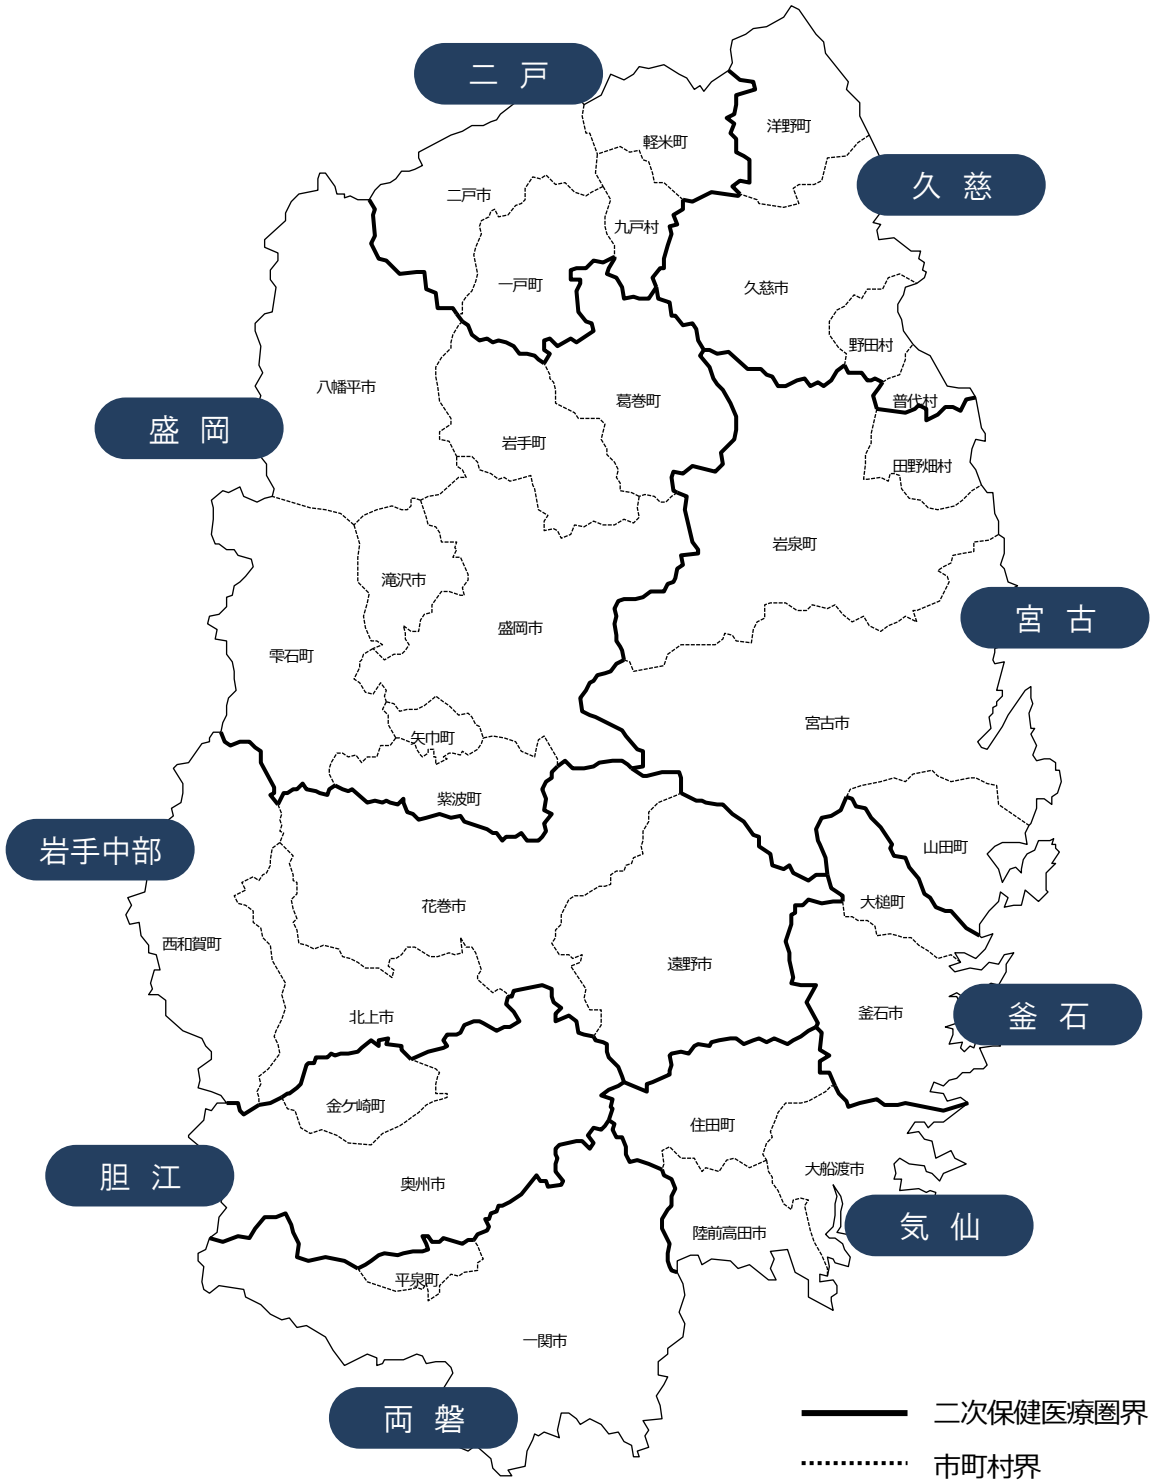 二戸
洋野町
軽米町
久慈
二戸市
九戸村
一戸町
久慈市
野田村
八幡平市
葛巻町
普代村
盛岡
岩手町
田野畑村
岩泉町
滝沢市
盛岡市
宮古
雫石町
宮古市
矢巾町
紫波町
岩手中部
山田町
花巻市
大槌町
西和賀町
遠野市
北上市
釜石市
釜石
金ケ崎町
住田町
胆江
奥州市
大船渡市
陸前高田市
気仙
平泉町
一関市
両磐
二次保健医療圏界
市町村界